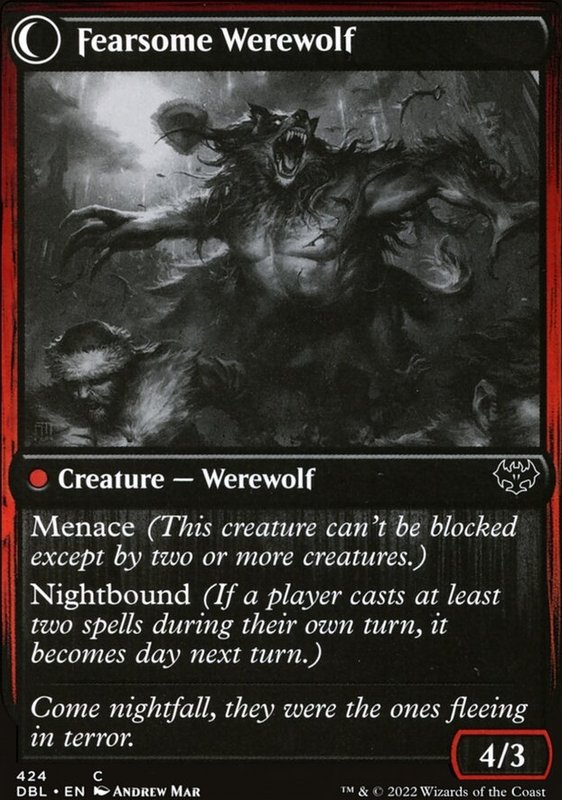 Fearsome Werewolf
Creature — Werewolf
Menace (This creature can't be blocked
except by two or more creatures.)
Nightbound (If a player casts at least
two spells during their own turn, it
becomes day next turn.)
Come nightfall, they were the ones fleeing
in terror.
4/3
424 C
DBL • EN Andrew Mar
™ & © 2022 Wizards of the Coast